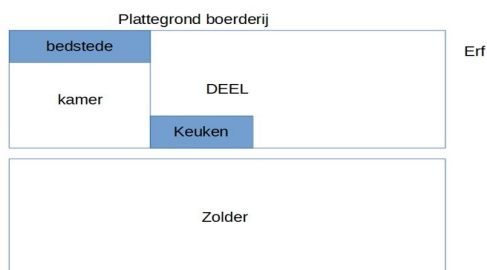 Plattegrond boerderij
bedstede
Erf
DEEL
kamer
Keuken
Zolder